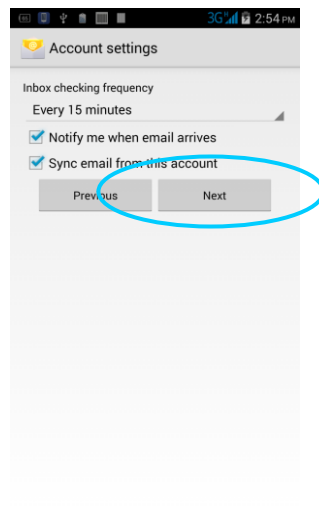 3G 2:54 PM
Account settings
Inbox checking frequency
Every 15 minutes
Notify me when email arrives
Sync email from this account
Previous Next